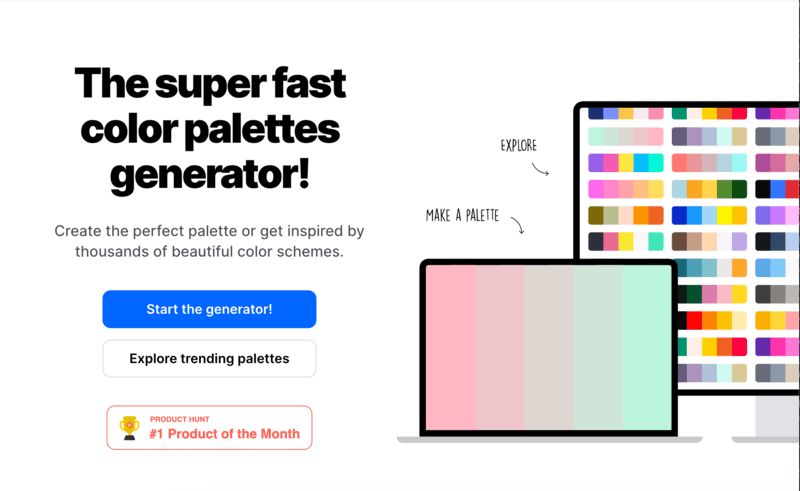 The super fast
color palettes
generator!
Create the perfect palette or get inspired by
thousands of beautiful color schemes.
Start the generator!
Explore trending palettes
PRODUCT HUNT
#1 Product of the Month
EXPLORE
MAKE A PALETTE